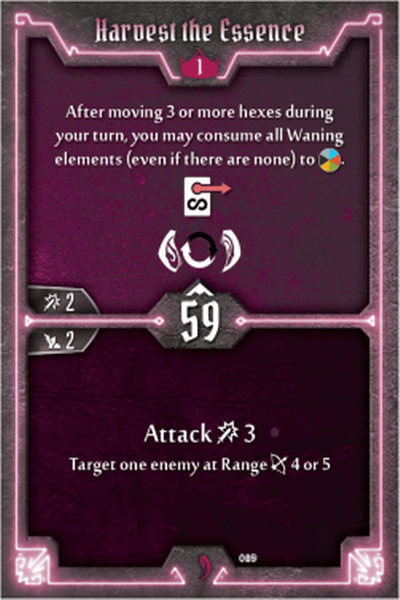 Harvest the Essence
1
After moving 3 or more hexes during
your turn, you may consume all Waning
elements (even if there are none) to .
2
59
2
Attack 3
Target one enemy at Range 4 or 5
089